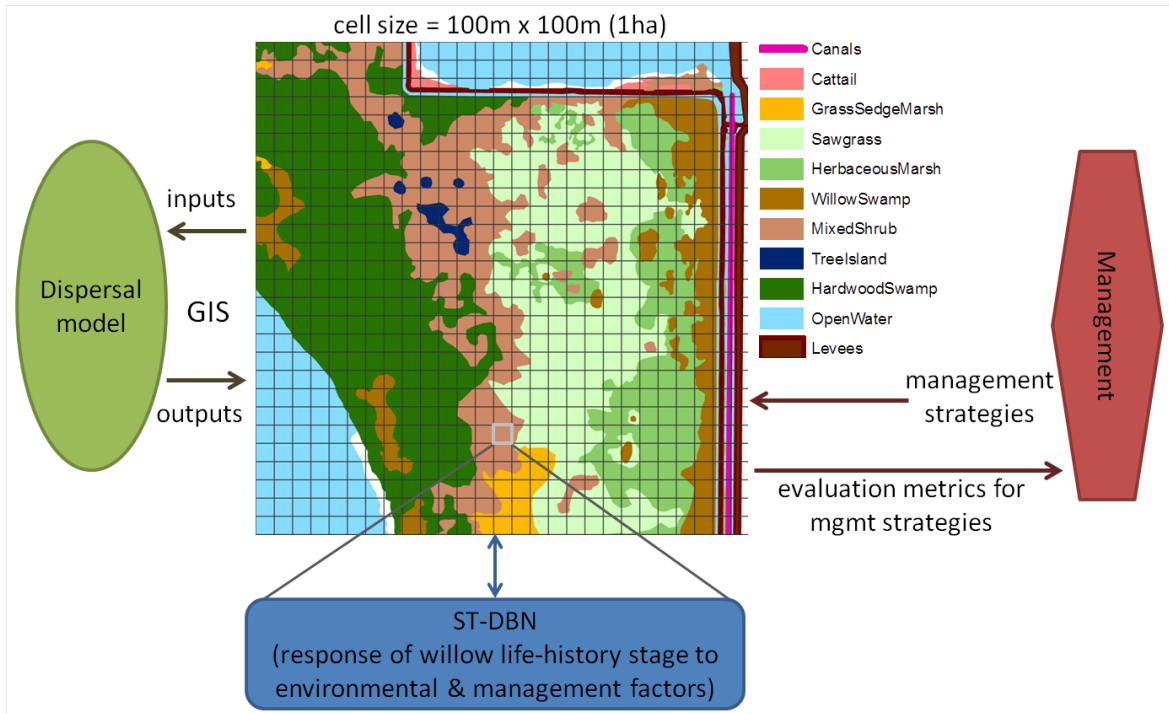 cell size = 100m x 100m (1ha)
Canals
Cattail
GrassSedgeMarsh
Sawgrass
HerbaceousMarsh
WillowSwamp
MixedShrub
TreeIsland
HardwoodSwamp
OpenWater
Levees
inputs
Dispersal
model
GIS
outputs
Management
management
strategies
evaluation metrics for
mgmt strategies
ST-DBN
(response of willow life-history stage to
environmental & management factors)